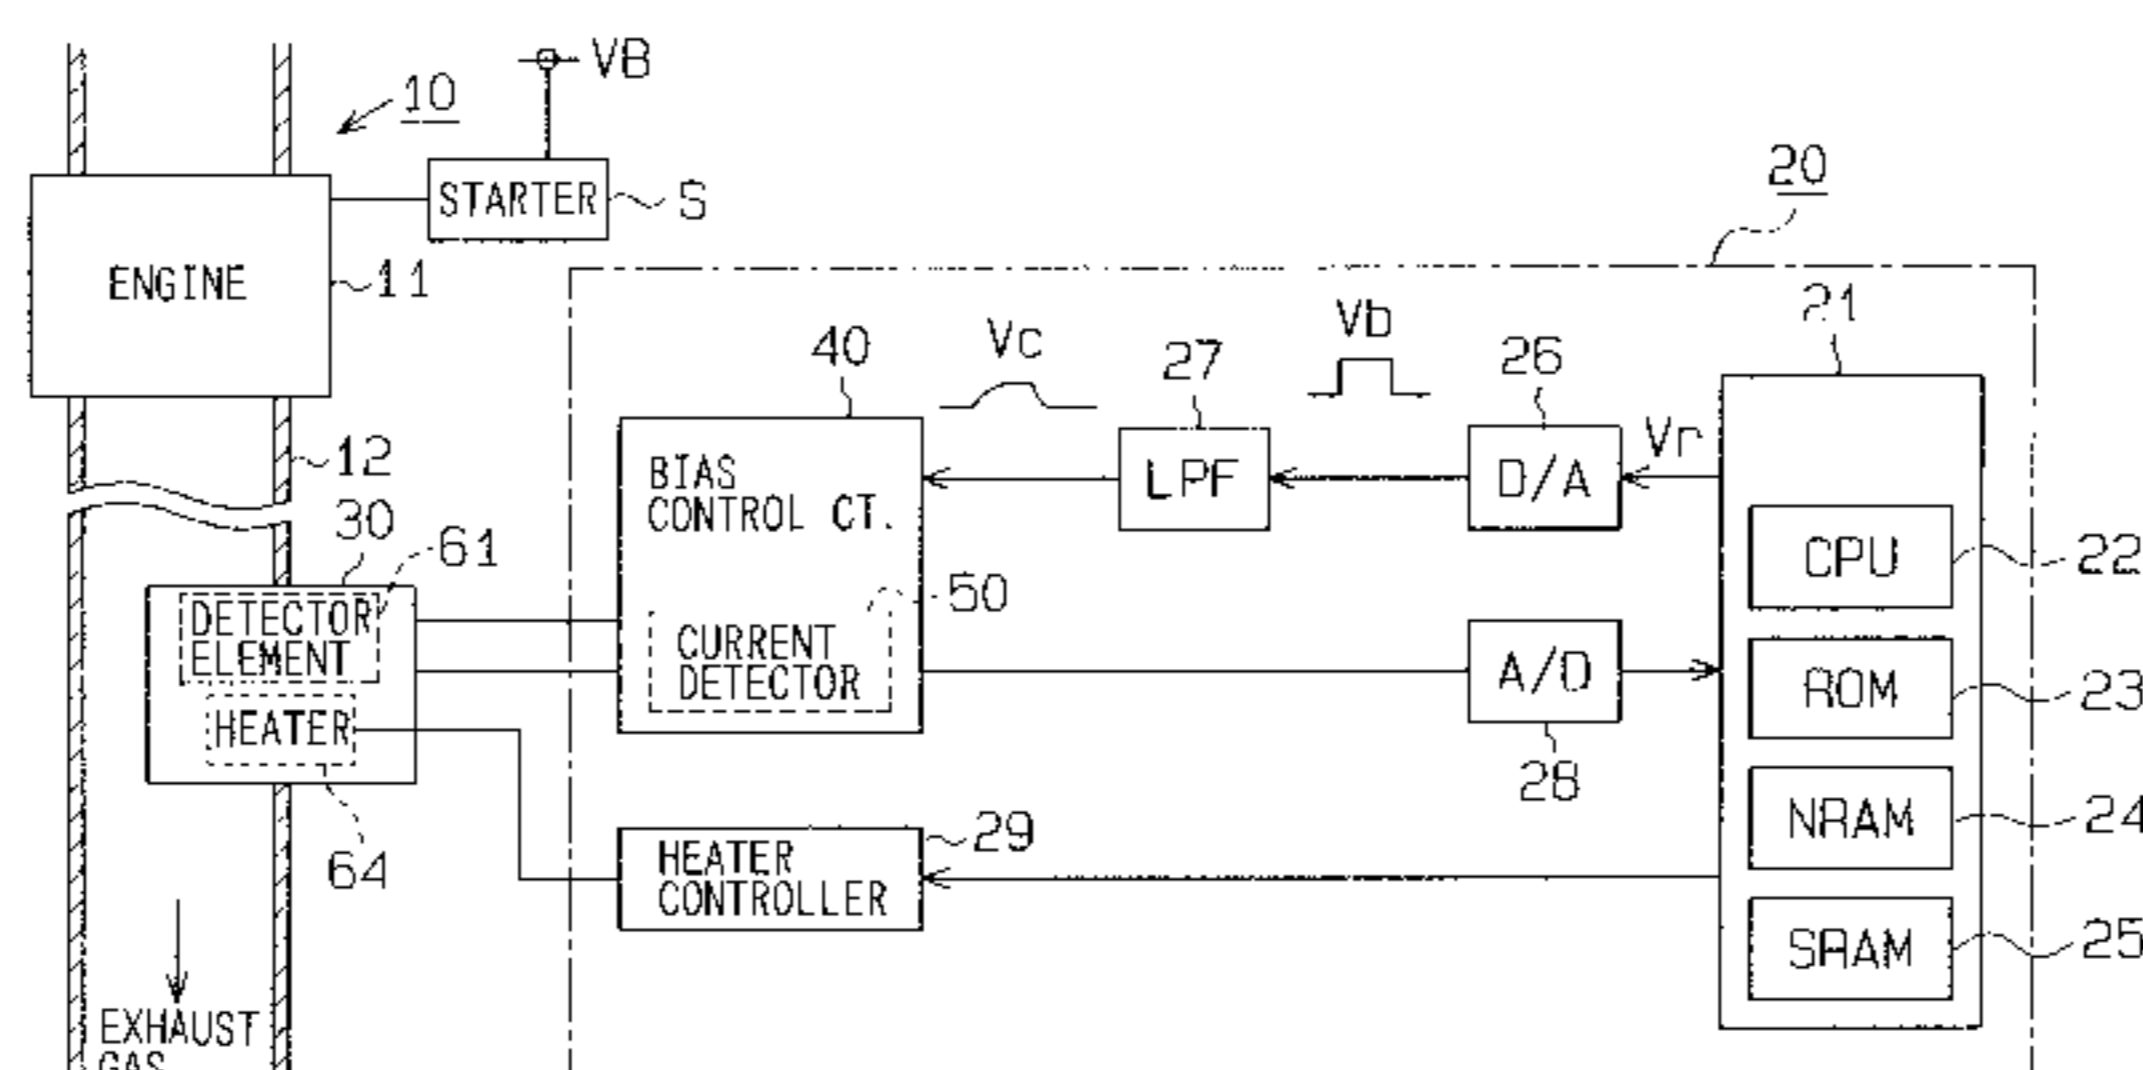 VB
10
STARTER
S
20
ENGINE
11
21
40
Vc
27
Vb
26
Vr
12
BIAS
CONTROL CT.
LPF
D/A
30
61
CPU
22
50
DETECTOR
ELEMENT
CURRENT
DETECTOR
A/D
ROM
23
HEATER
28
NRAM
24
29
64
HEATER
CONTROLLER
SRAM
25
EXHAUST
GAS